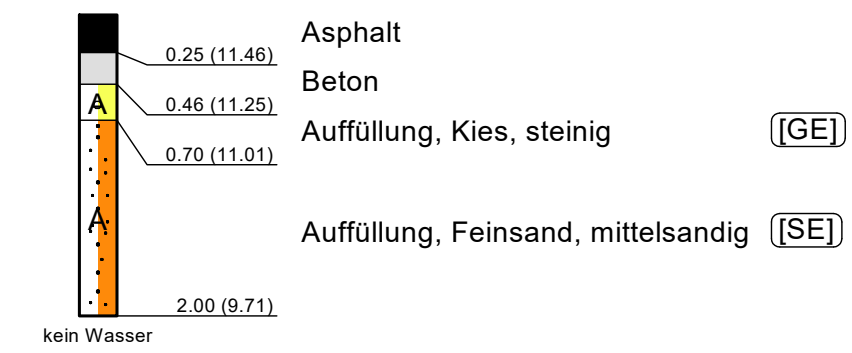 Asphalt
0.25 (11.46)
Beton
0.46 (11.25)
A
Auffüllung, Kies, steinig [GE]
0.70 (11.01)
A
Auffüllung, Feinsand, mittelsandig [SE]
2.00 (9.71)
kein Wasser